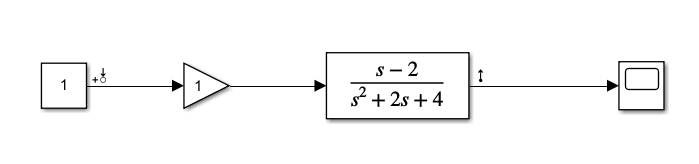 1
1
s − 2
s² + 2s + 4